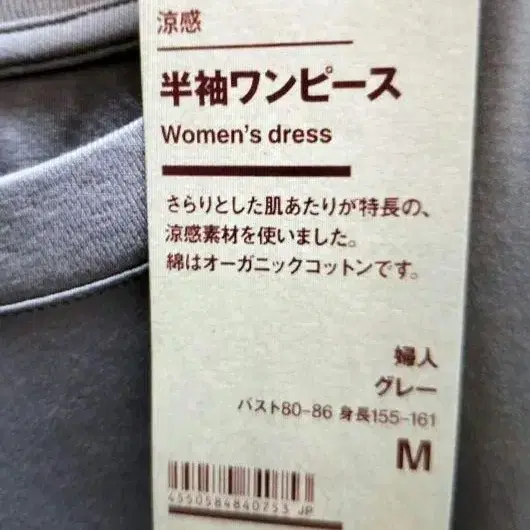 涼感
半袖ワンピース
Women's dress
さらりとした肌あたりが特長の、
涼感素材を使いました。
綿はオーガニックコットンです。
婦人
グレー
バスト80-86 身長155-161
M
4550584840253 JP